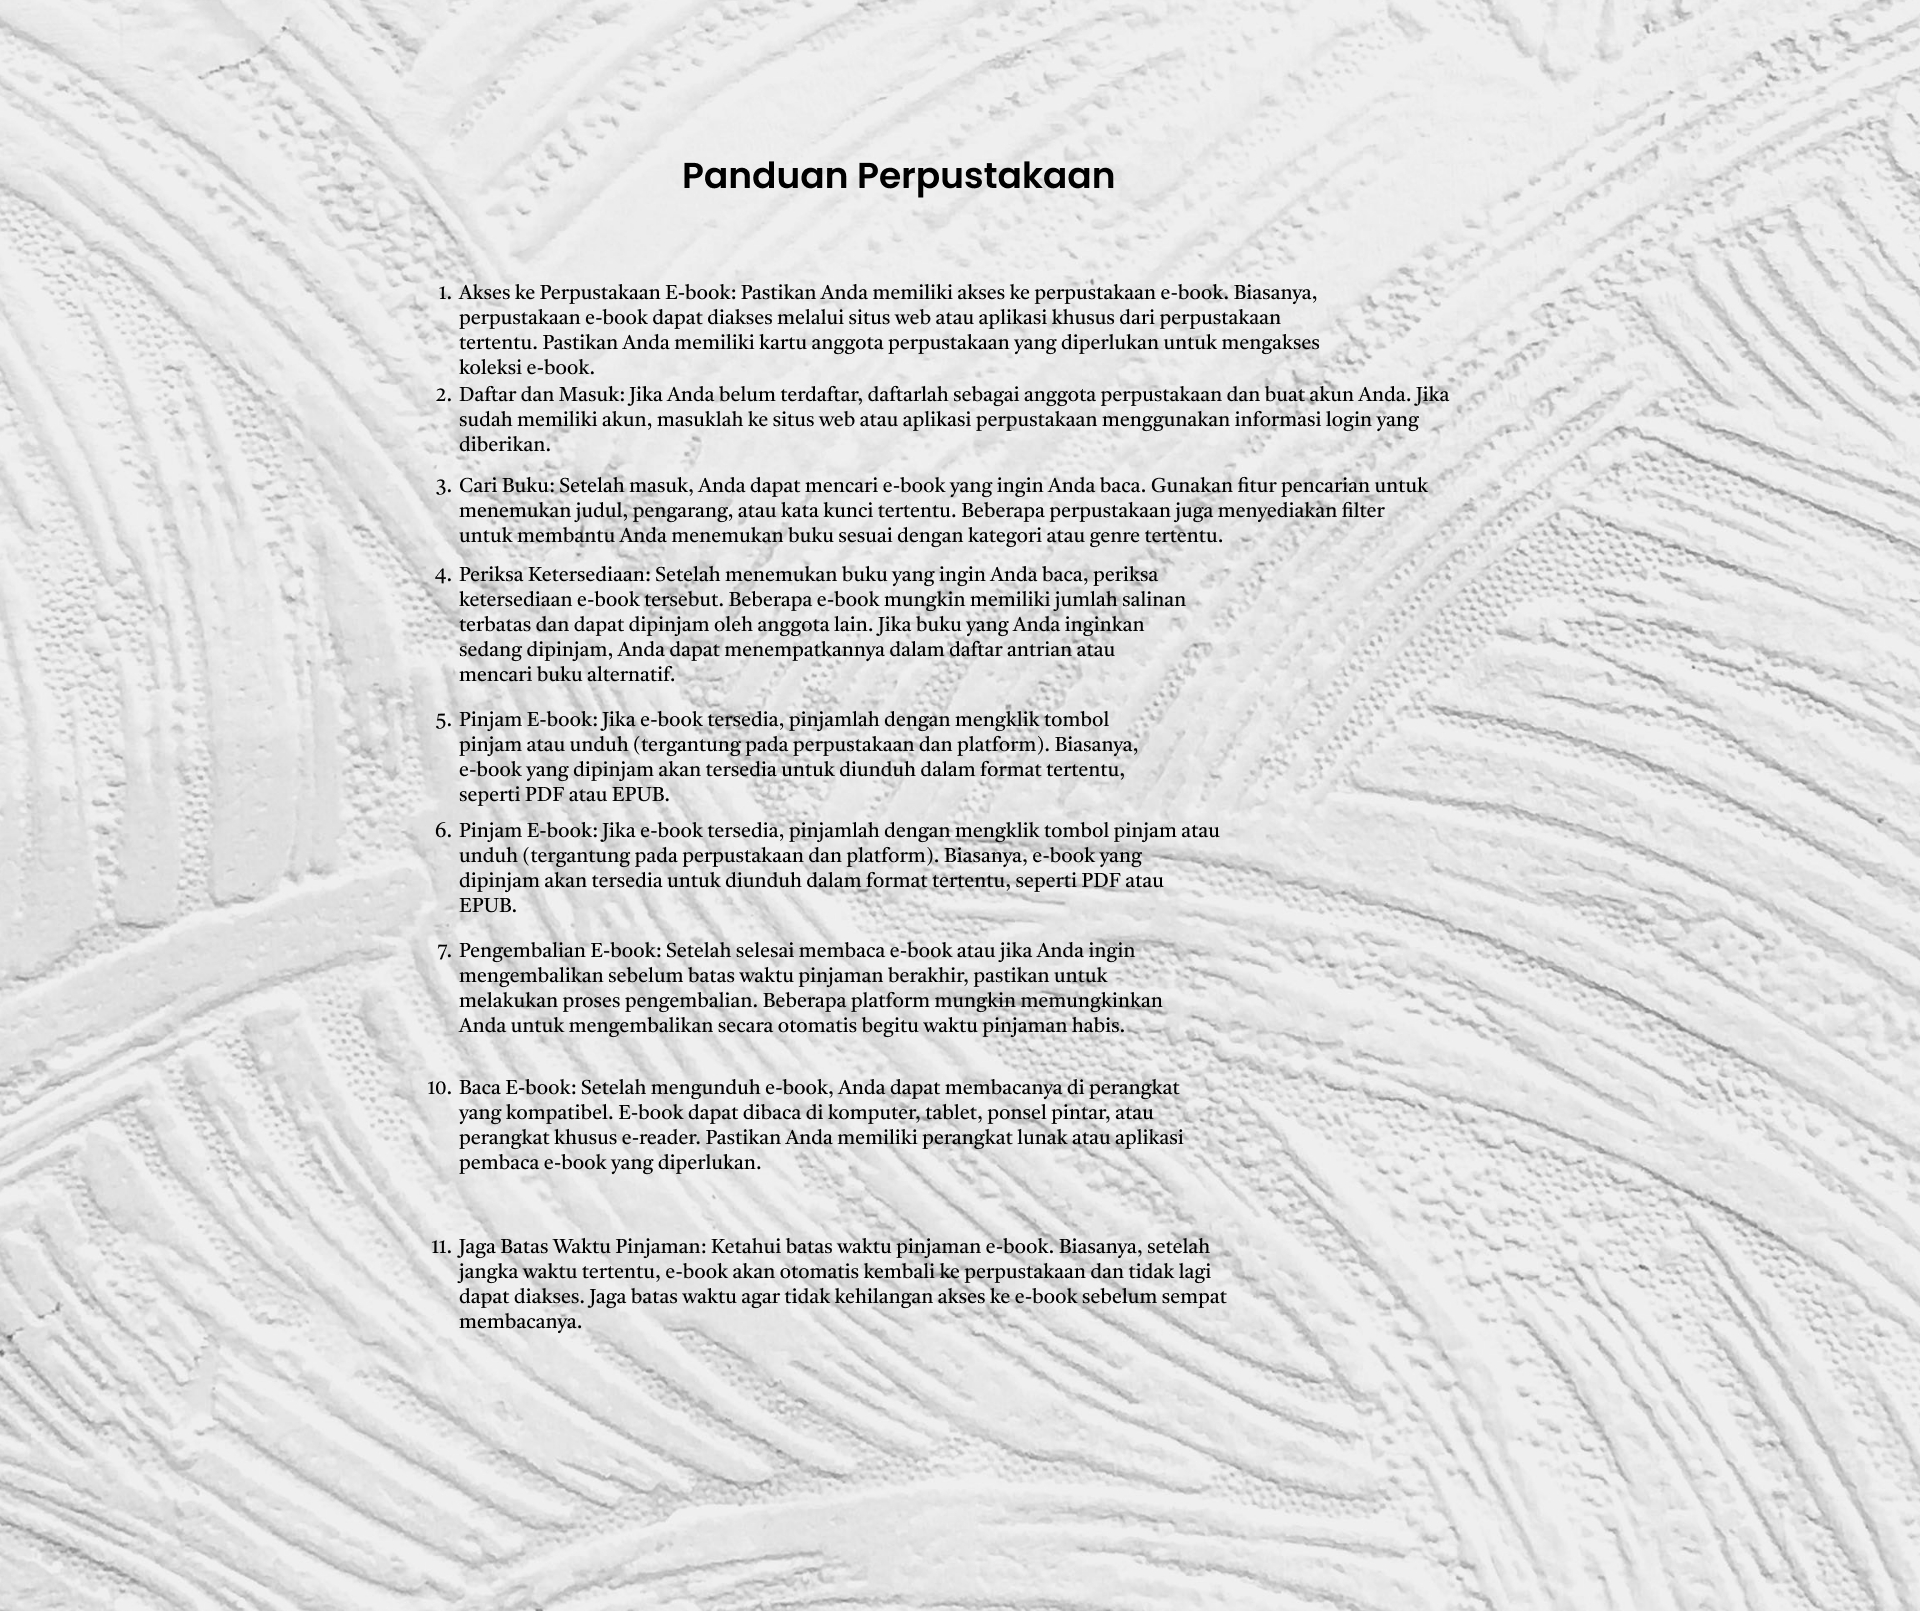 Panduan Perpustakaan
1. Akses ke Perpustakaan E-book: Pastikan Anda memiliki akses ke perpustakaan e-book. Biasanya,
perpustakaan e-book dapat diakses melalui situs web atau aplikasi khusus dari perpustakaan
tertentu. Pastikan Anda memiliki kartu anggota perpustakaan yang diperlukan untuk mengakses
koleksi e-book.
2. Daftar dan Masuk: Jika Anda belum terdaftar, daftarlah sebagai anggota perpustakaan dan buat akun Anda. Jika
sudah memiliki akun, masuklah ke situs web atau aplikasi perpustakaan menggunakan informasi login yang
diberikan.
3. Cari Buku: Setelah masuk, Anda dapat mencari e-book yang ingin Anda baca. Gunakan fitur pencarian untuk
menemukan judul, pengarang, atau kata kunci tertentu. Beberapa perpustakaan juga menyediakan filter
untuk membantu Anda menemukan buku sesuai dengan kategori atau genre tertentu.
4. Periksa Ketersediaan: Setelah menemukan buku yang ingin Anda baca, periksa
ketersediaan e-book tersebut. Beberapa e-book mungkin memiliki jumlah salinan
terbatas dan dapat dipinjam oleh anggota lain. Jika buku yang Anda inginkan
sedang dipinjam, Anda dapat menempatkannya dalam daftar antrian atau
mencari buku alternatif.
5. Pinjam E-book: Jika e-book tersedia, pinjamlah dengan mengklik tombol
pinjam atau unduh (tergantung pada perpustakaan dan platform). Biasanya,
e-book yang dipinjam akan tersedia untuk diunduh dalam format tertentu,
seperti PDF atau EPUB.
6. Pinjam E-book: Jika e-book tersedia, pinjamlah dengan mengklik tombol pinjam atau
unduh (tergantung pada perpustakaan dan platform). Biasanya, e-book yang
dipinjam akan tersedia untuk diunduh dalam format tertentu, seperti PDF atau
EPUB.
7. Pengembalian E-book: Setelah selesai membaca e-book atau jika Anda ingin
mengembalikan sebelum batas waktu pinjaman berakhir, pastikan untuk
melakukan proses pengembalian. Beberapa platform mungkin memungkinkan
Anda untuk mengembalikan secara otomatis begitu waktu pinjaman habis.
10. Baca E-book: Setelah mengunduh e-book, Anda dapat membacanya di perangkat
yang kompatibel. E-book dapat dibaca di komputer, tablet, ponsel pintar, atau
perangkat khusus e-reader. Pastikan Anda memiliki perangkat lunak atau aplikasi
pembaca e-book yang diperlukan.
11. Jaga Batas Waktu Pinjaman: Ketahui batas waktu pinjaman e-book. Biasanya, setelah
jangka waktu tertentu, e-book akan otomatis kembali ke perpustakaan dan tidak lagi
dapat diakses. Jaga batas waktu agar tidak kehilangan akses ke e-book sebelum sempat
membacanya.